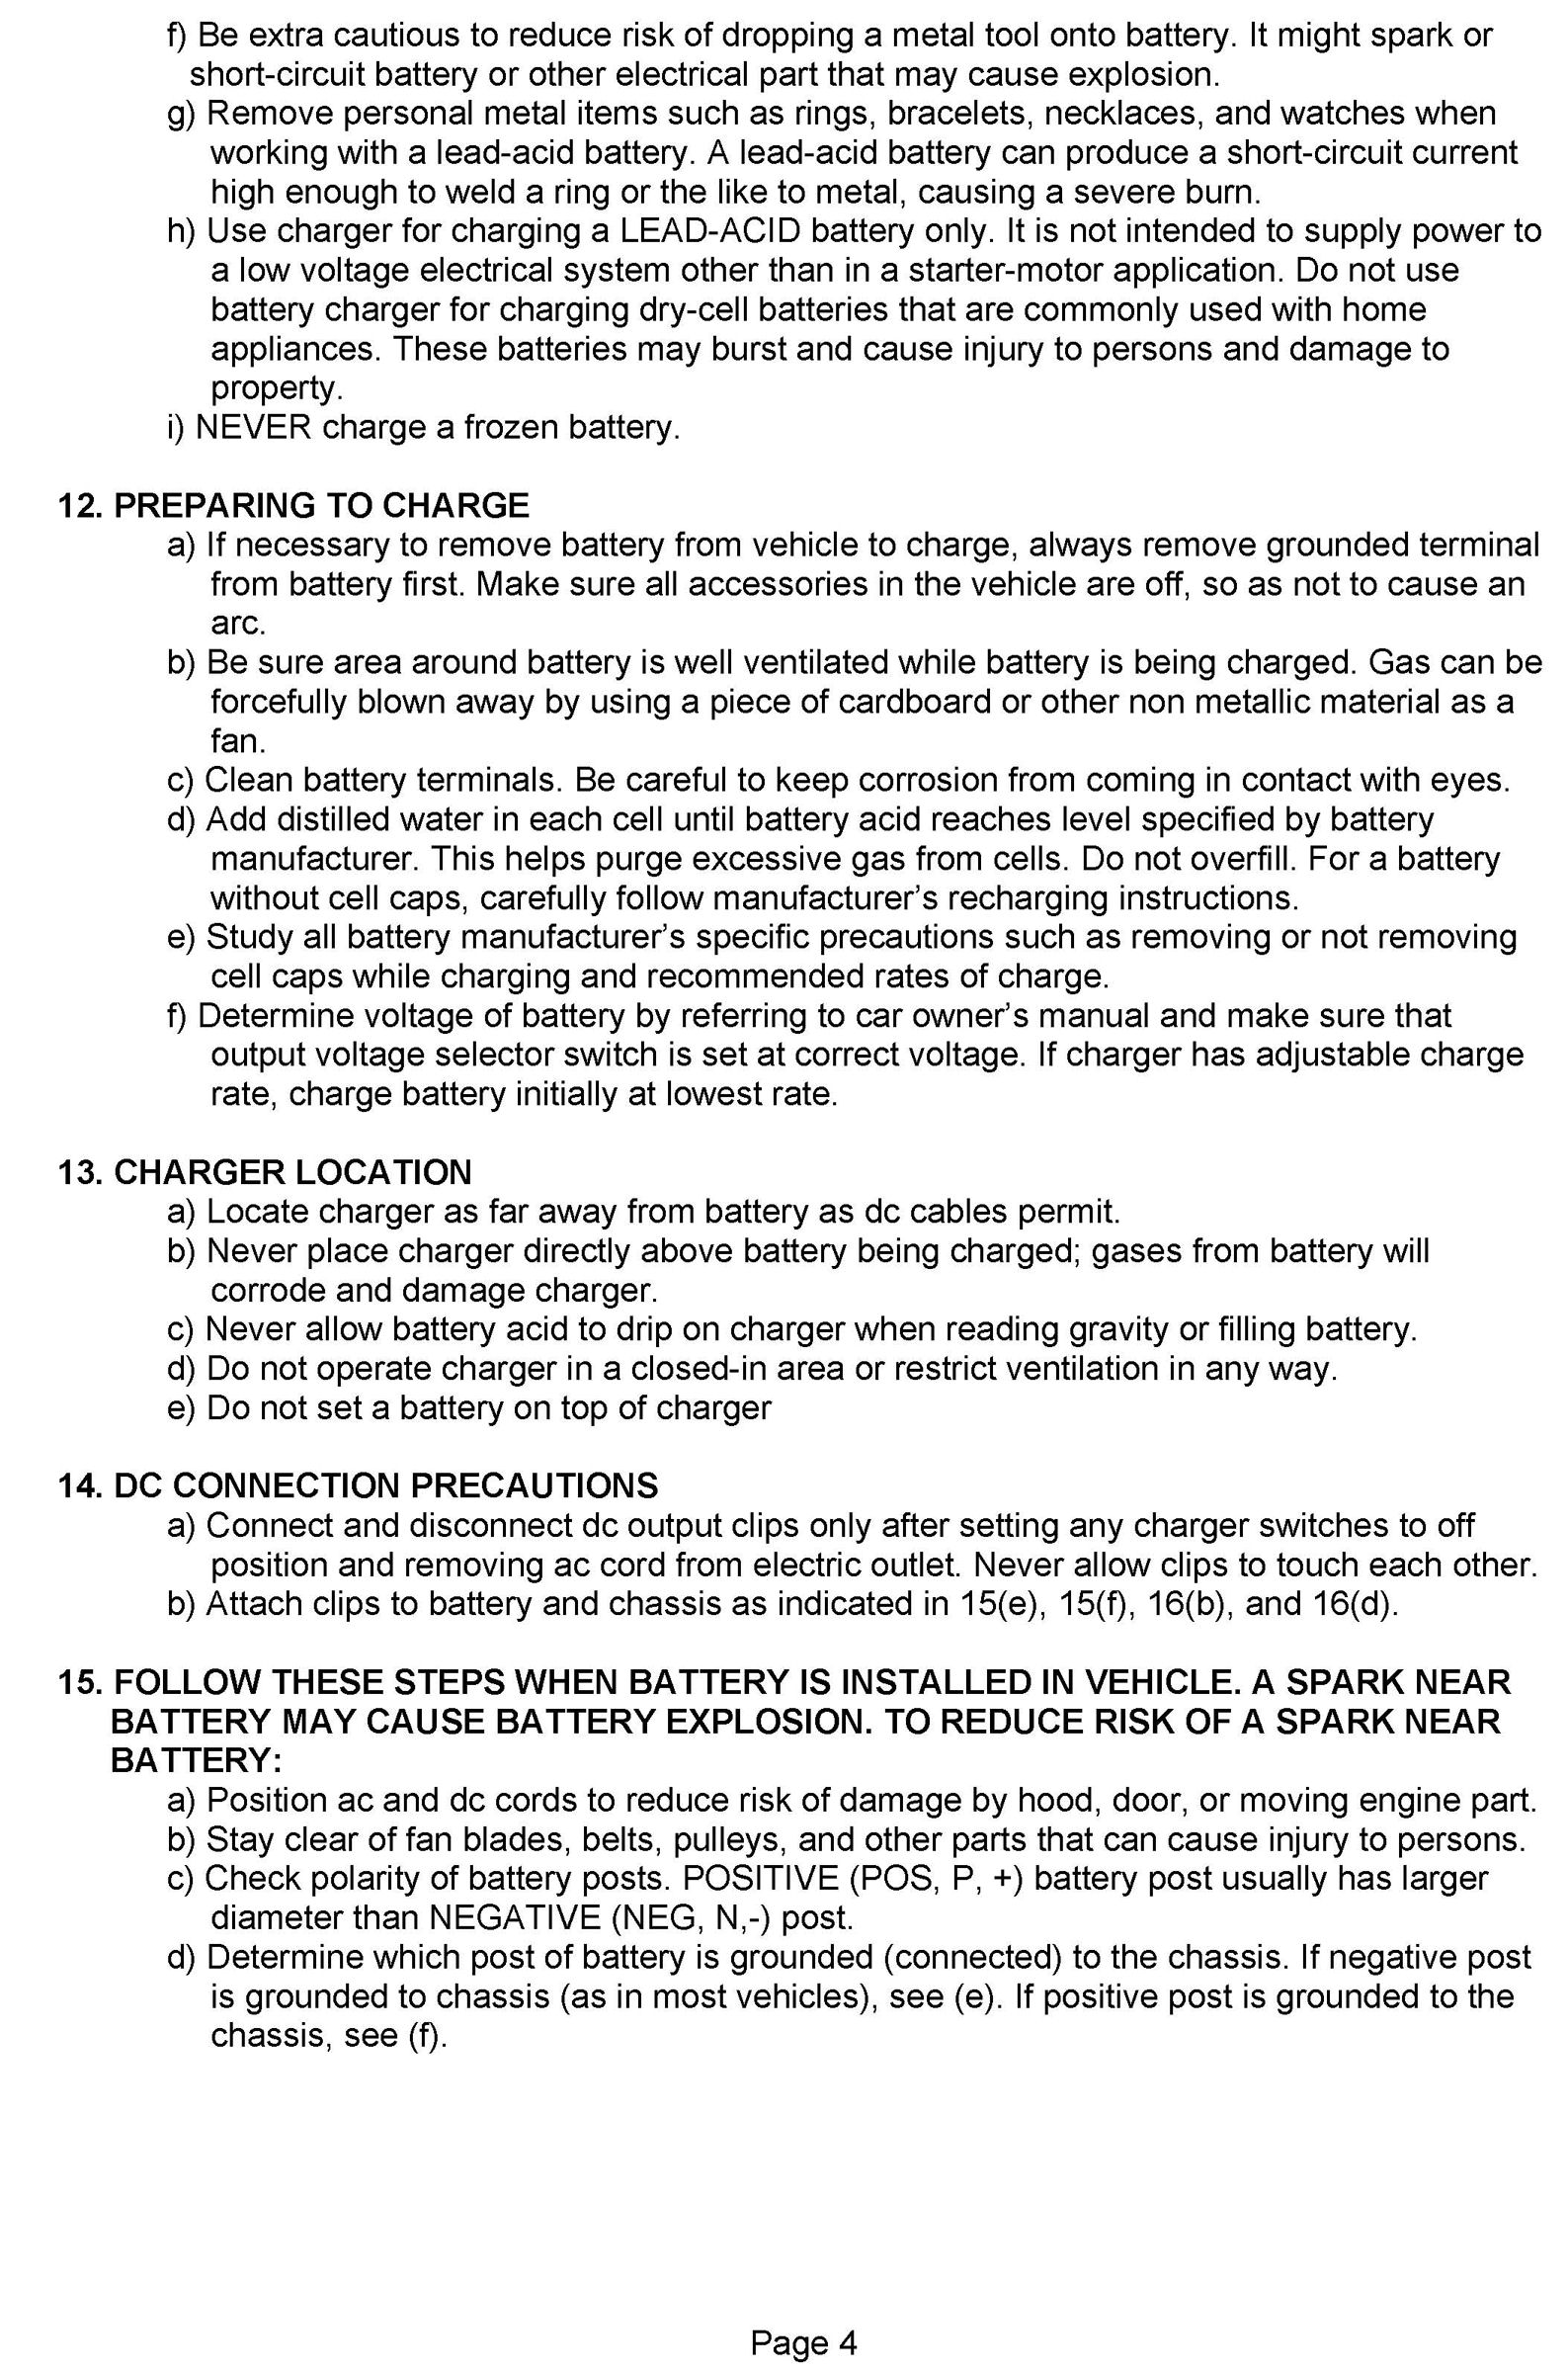 f) Be extra cautious to reduce risk of dropping a metal tool onto battery. It might spark or
short-circuit battery or other electrical part that may cause explosion.
g) Remove personal metal items such as rings, bracelets, necklaces, and watches when
working with a lead-acid battery. A lead-acid battery can produce a short-circuit current
high enough to weld a ring or the like to metal, causing a severe burn.
h) Use charger for charging a LEAD-ACID battery only. It is not intended to supply power to
a low voltage electrical system other than in a starter-motor application. Do not use
battery charger for charging dry-cell batteries that are commonly used with home
appliances. These batteries may burst and cause injury to persons and damage to
property.
i) NEVER charge a frozen battery.
12. PREPARING TO CHARGE
a) If necessary to remove battery from vehicle to charge, always remove grounded terminal
from battery first. Make sure all accessories in the vehicle are off, so as not to cause an
arc.
b) Be sure area around battery is well ventilated while battery is being charged. Gas can be
forcefully blown away by using a piece of cardboard or other non metallic material as a
fan.
c) Clean battery terminals. Be careful to keep corrosion from coming in contact with eyes.
d) Add distilled water in each cell until battery acid reaches level specified by battery
manufacturer. This helps purge excessive gas from cells. Do not overfill. For a battery
without cell caps, carefully follow manufacturer’s recharging instructions.
e) Study all battery manufacturer’s specific precautions such as removing or not removing
cell caps while charging and recommended rates of charge.
f) Determine voltage of battery by referring to car owner’s manual and make sure that
output voltage selector switch is set at correct voltage. If charger has adjustable charge
rate, charge battery initially at lowest rate.
13. CHARGER LOCATION
a) Locate charger as far away from battery as dc cables permit.
b) Never place charger directly above battery being charged; gases from battery will
corrode and damage charger.
c) Never allow battery acid to drip on charger when reading gravity or filling battery.
d) Do not operate charger in a closed-in area or restrict ventilation in any way.
e) Do not set a battery on top of charger
14. DC CONNECTION PRECAUTIONS
a) Connect and disconnect dc output clips only after setting any charger switches to off
position and removing ac cord from electric outlet. Never allow clips to touch each other.
b) Attach clips to battery and chassis as indicated in 15(e), 15(f), 16(b), and 16(d).
15. FOLLOW THESE STEPS WHEN BATTERY IS INSTALLED IN VEHICLE. A SPARK NEAR
BATTERY MAY CAUSE BATTERY EXPLOSION. TO REDUCE RISK OF A SPARK NEAR
BATTERY:
a) Position ac and dc cords to reduce risk of damage by hood, door, or moving engine part.
b) Stay clear of fan blades, belts, pulleys, and other parts that can cause injury to persons.
c) Check polarity of battery posts. POSITIVE (POS, P, +) battery post usually has larger
diameter than NEGATIVE (NEG, N,-) post.
d) Determine which post of battery is grounded (connected) to the chassis. If negative post
is grounded to chassis (as in most vehicles), see (e). If positive post is grounded to the
chassis, see (f).
Page 4